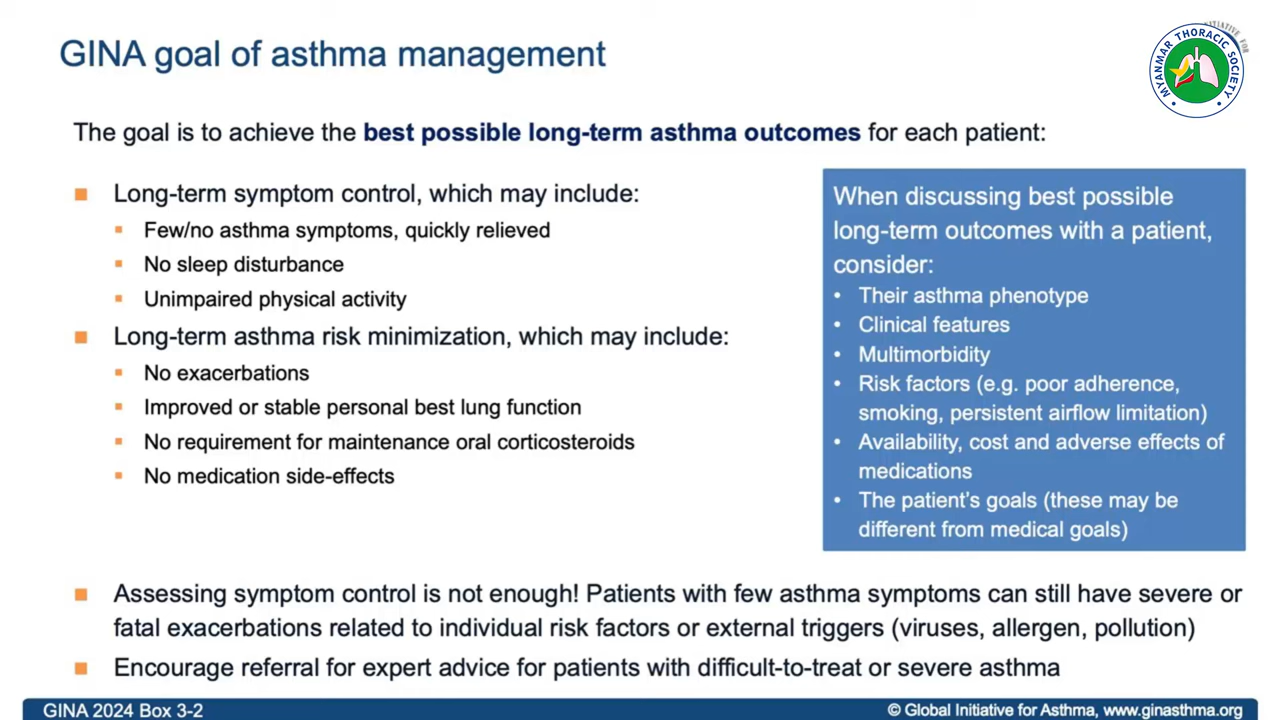 GINA goal of asthma management
ITIATIVE FOR
MYANMAR THORACIC SOCIETY
The goal is to achieve the best possible long-term asthma outcomes for each patient:
■ Long-term symptom control, which may include:
▪ Few/no asthma symptoms, quickly relieved
▪ No sleep disturbance
▪ Unimpaired physical activity
■ Long-term asthma risk minimization, which may include:
▪ No exacerbations
▪ Improved or stable personal best lung function
▪ No requirement for maintenance oral corticosteroids
▪ No medication side-effects
When discussing best possible
long-term outcomes with a patient,
consider:
• Their asthma phenotype
• Clinical features
• Multimorbidity
• Risk factors (e.g. poor adherence,
smoking, persistent airflow limitation)
• Availability, cost and adverse effects of
medications
• The patient's goals (these may be
different from medical goals)
■ Assessing symptom control is not enough! Patients with few asthma symptoms can still have severe or
fatal exacerbations related to individual risk factors or external triggers (viruses, allergen, pollution)
■ Encourage referral for expert advice for patients with difficult-to-treat or severe asthma
GINA 2024 Box 3-2
© Global Initiative for Asthma, www.ginasthma.org